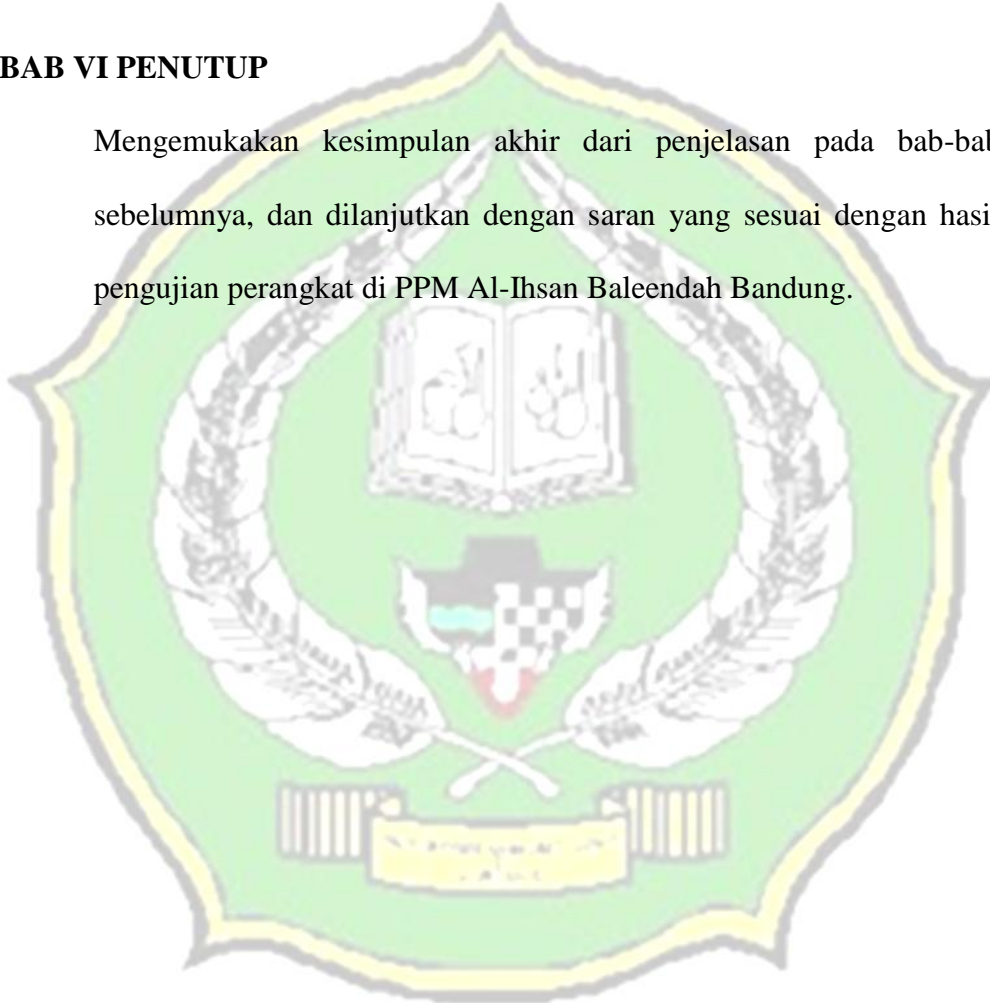 BAB VI PENUTUP
Mengemukakan kesimpulan akhir dari penjelasan pada bab-bab
sebelumnya, dan dilanjutkan dengan saran yang sesuai dengan hasi
pengujian perangkat di PPM Al-Ihsan Baleendah Bandung.